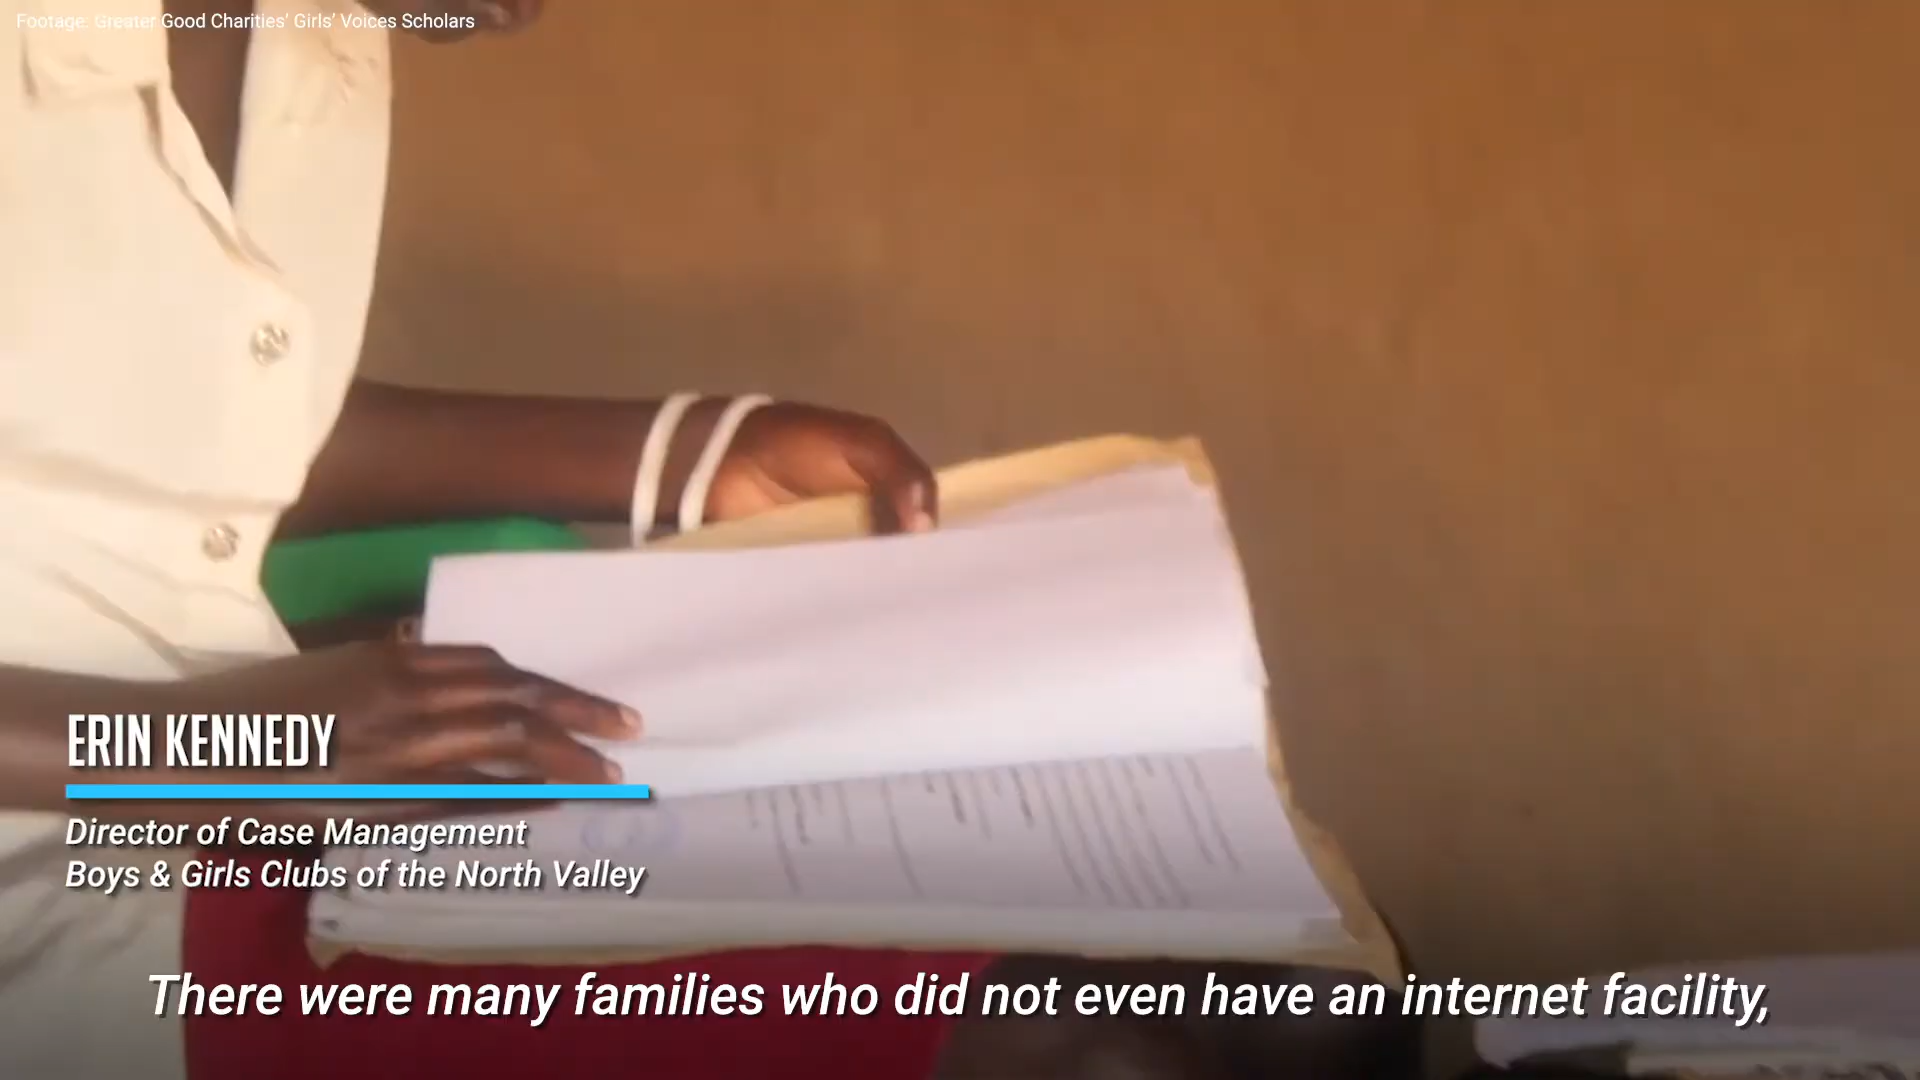 Footage: Greater Good Charities' Girls' Voices Scholars
ERIN KENNEDY
Director of Case Management
Boys & Girls Clubs of the North Valley
There were many families who did not even have an internet facility,